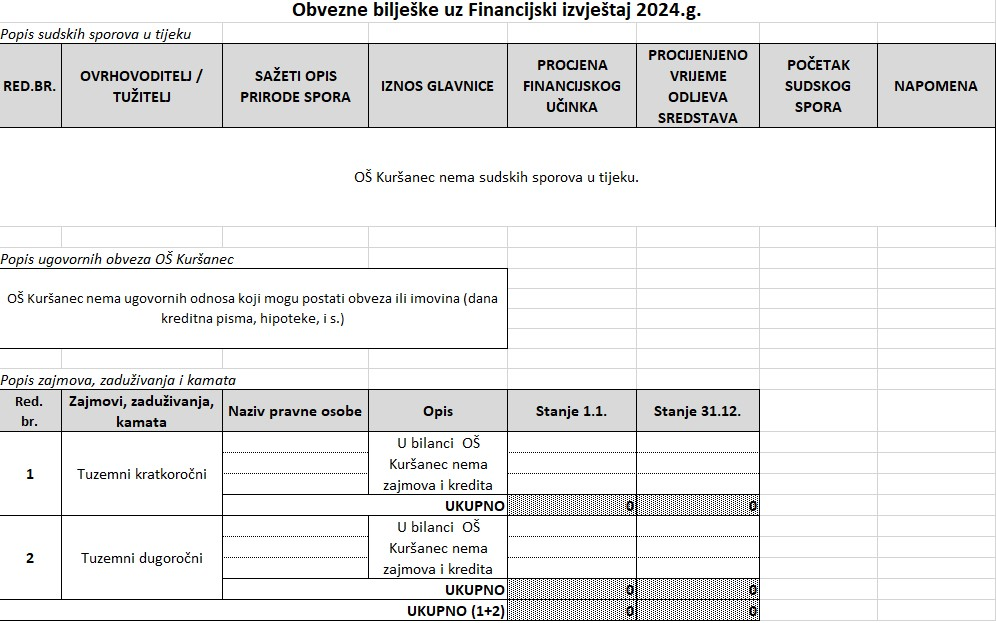 Obvezne bilješke uz Financijski izvještaj 2024.g.
Popis sudskih sporova u tijeku
RED.BR.
OVRHOVODITELJ /
TUŽITELJ
SAŽETI OPIS
PRIRODE SPORA
IZNOS GLAVNICE
PROCJENA
FINANCIJSKOG
UČINKA
PROCIJENJENO
VRIJEME
ODLJEVA
SREDSTAVA
POČETAK
SUDSKOG
SPORA
NAPOMENA
OŠ Kuršanec nema sudskih sporova u tijeku.
Popis ugovornih obveza OŠ Kuršanec
OŠ Kuršanec nema ugovornih odnosa koji mogu postati obveza ili imovina (dana
kreditna pisma, hipoteke, i s.)
Popis zajmova, zaduživanja i kamata
Red.
br.
Zajmovi, zaduživanja,
kamata
Naziv pravne osobe
Opis
Stanje 1.1.
Stanje 31.12.
1
Tuzemni kratkoročni
U bilanci OŠ
Kuršanec nema
zajmova i kredita
UKUPNO 0 0
2
Tuzemni dugoročni
U bilanci OŠ
Kuršanec nema
zajmova i kredita
UKUPNO 0 0
UKUPNO (1+2) 0 0